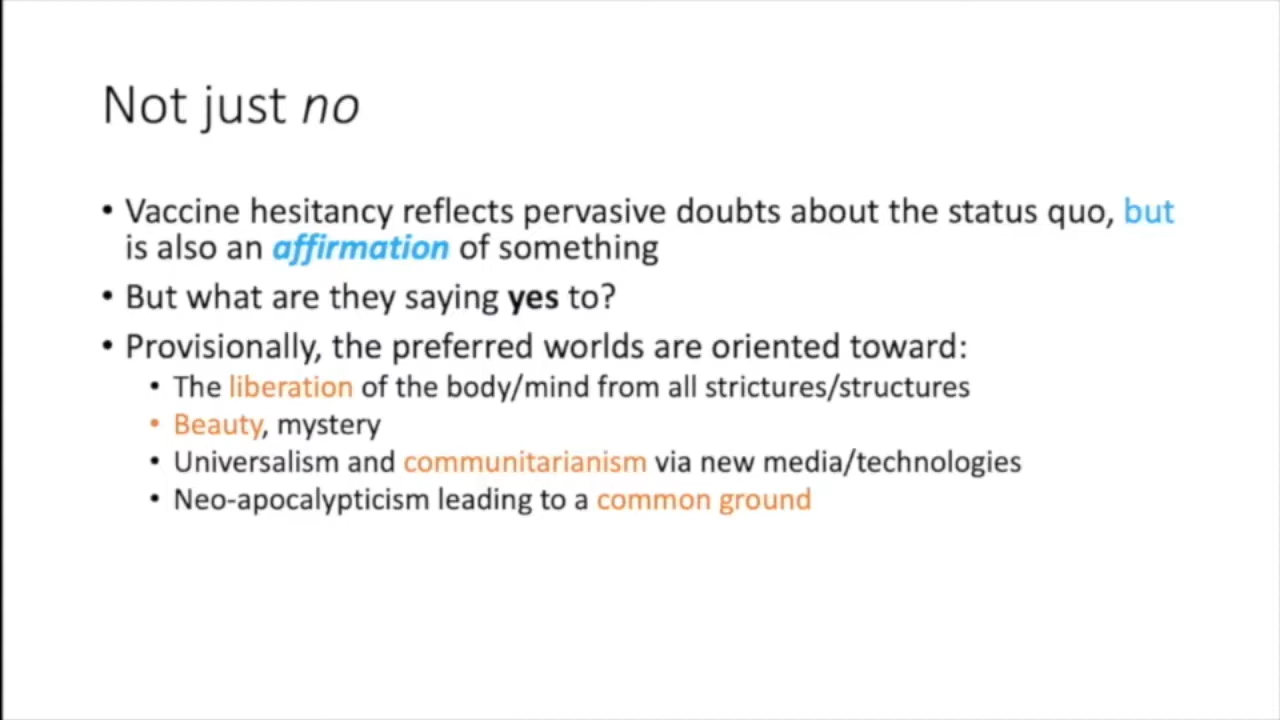 Not just no
• Vaccine hesitancy reflects pervasive doubts about the status quo, but
is also an affirmation of something
• But what are they saying yes to?
• Provisionally, the preferred worlds are oriented toward:
• The liberation of the body/mind from all strictures/structures
• Beauty, mystery
• Universalism and communitarianism via new media/technologies
• Neo-apocalypticism leading to a common ground